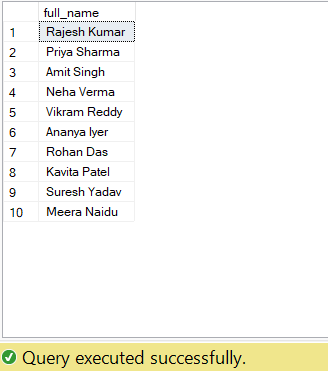 full_name
1 Rajesh Kumar
2 Priya Sharma
3 Amit Singh
4 Neha Verma
5 Vikram Reddy
6 Ananya Iyer
7 Rohan Das
8 Kavita Patel
9 Suresh Yadav
10 Meera Naidu
Query executed successfully.